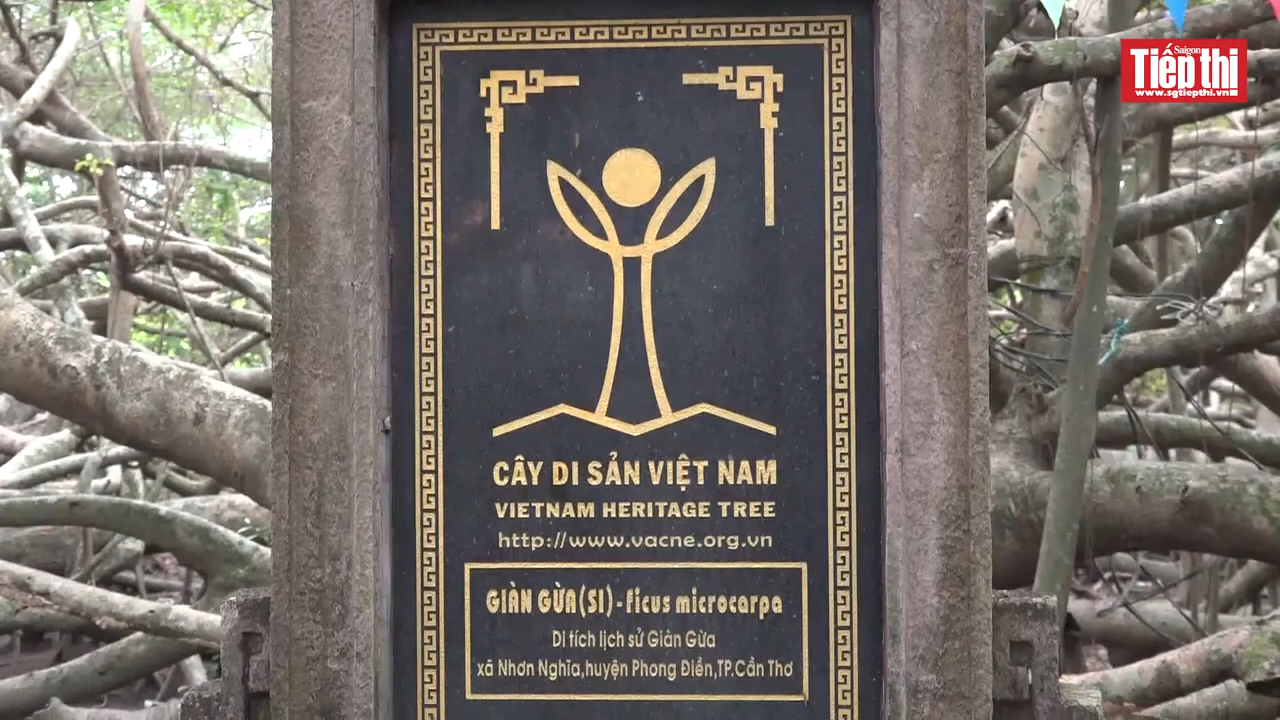 Saigon
Tiếp thị
www.sgtiepthi.vn
CÂY DI SẢN VIỆT NAM
VIETNAM HERITAGE TREE
http://www.vacne.org.vn
GIÀN GỪA(SI)-ficus microcarpa
Di tích lịch sử Giàn Gừa
xã Nhơn Nghĩa,huyện Phong Điền,TP.Cần Thơ